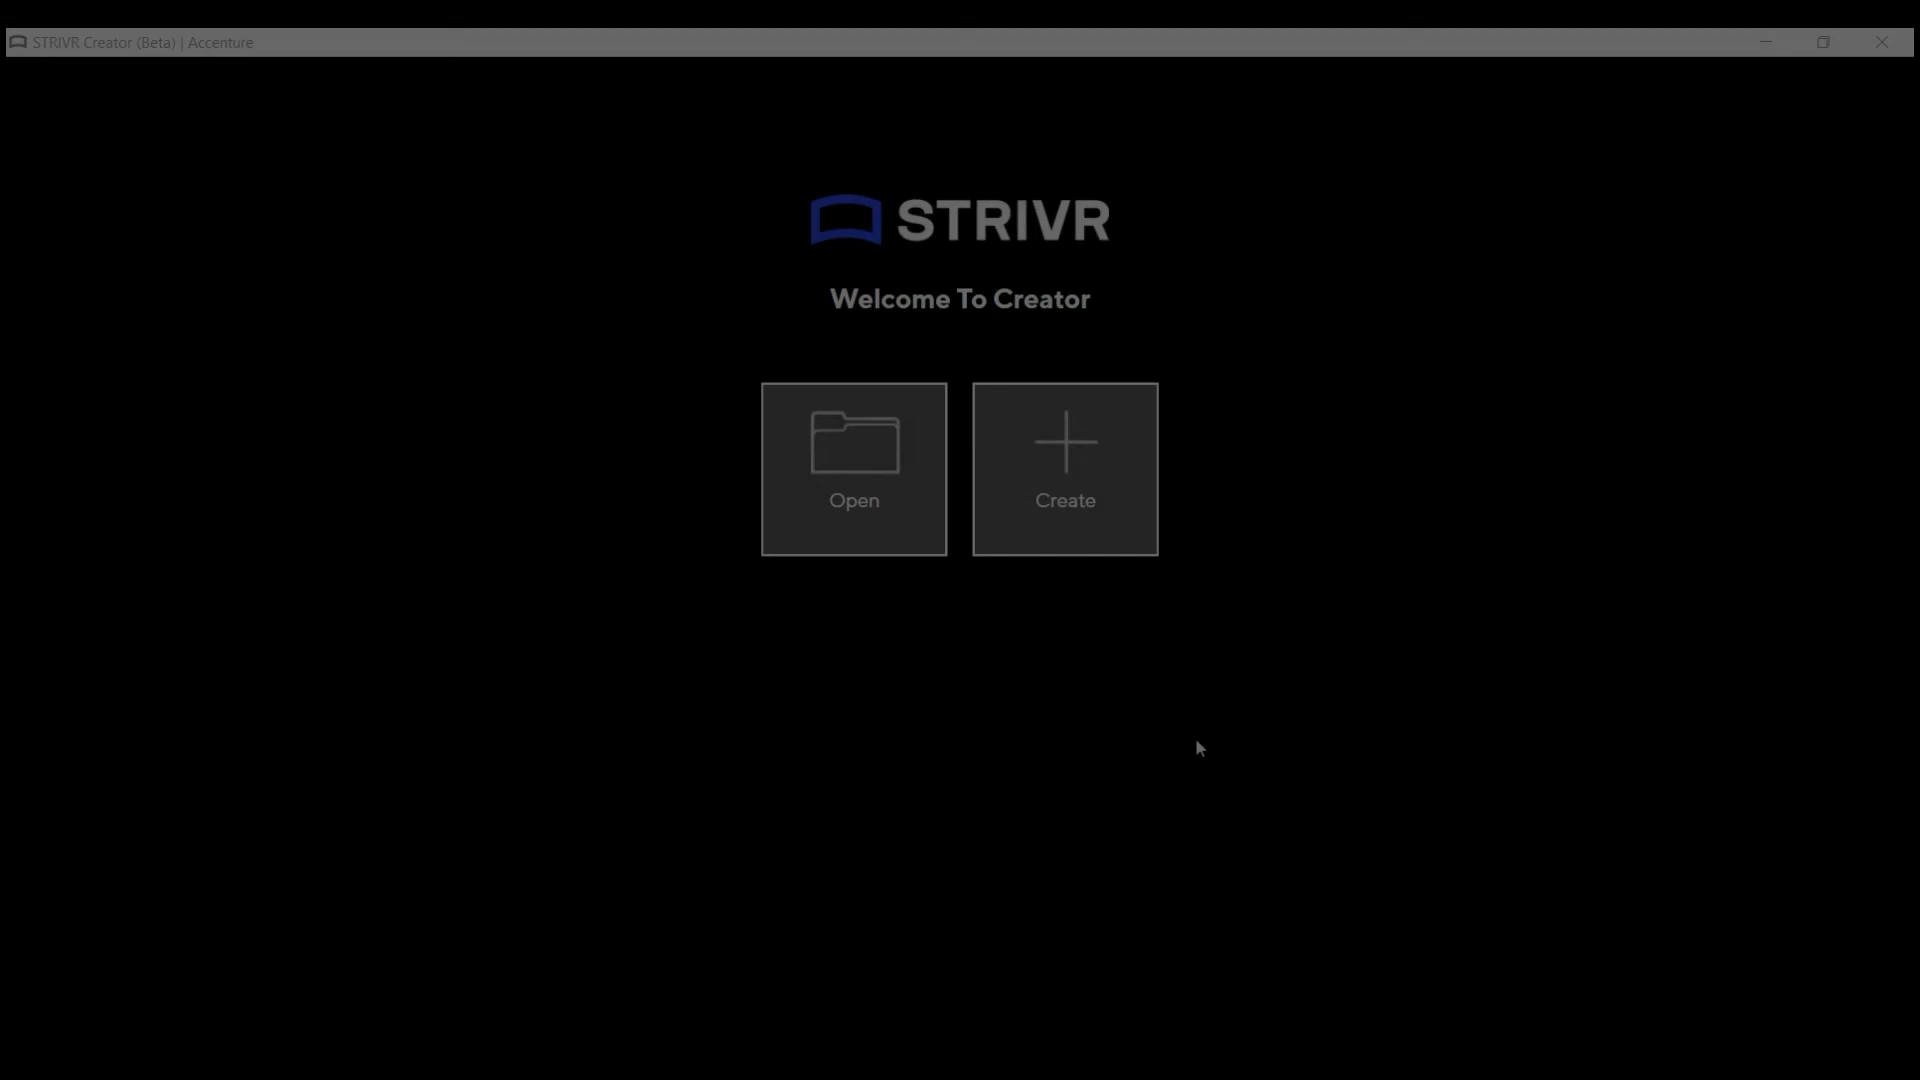 STRIVR Creator (Beta) | Accenture
STRIVR
Welcome To Creator
Open
Create